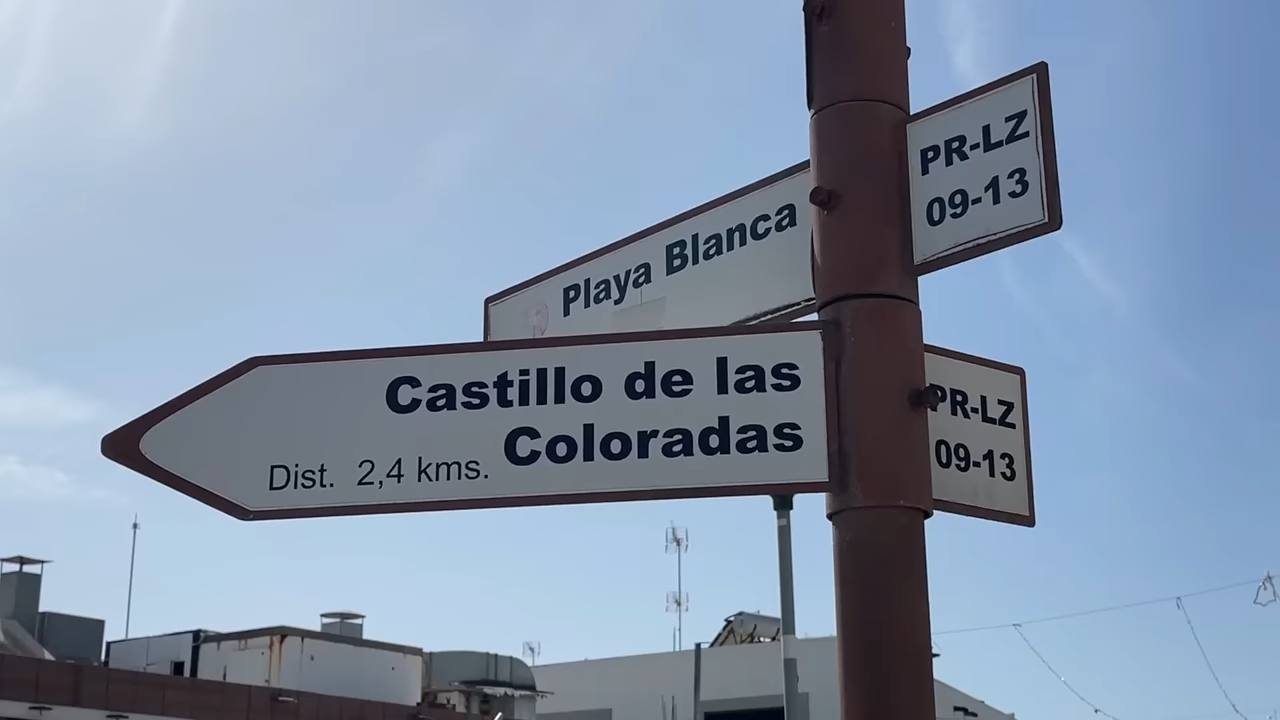 PR-LZ
09-13
Playa Blanca
Castillo de las
Coloradas
Dist. 2,4 kms.
PR-LZ
09-13